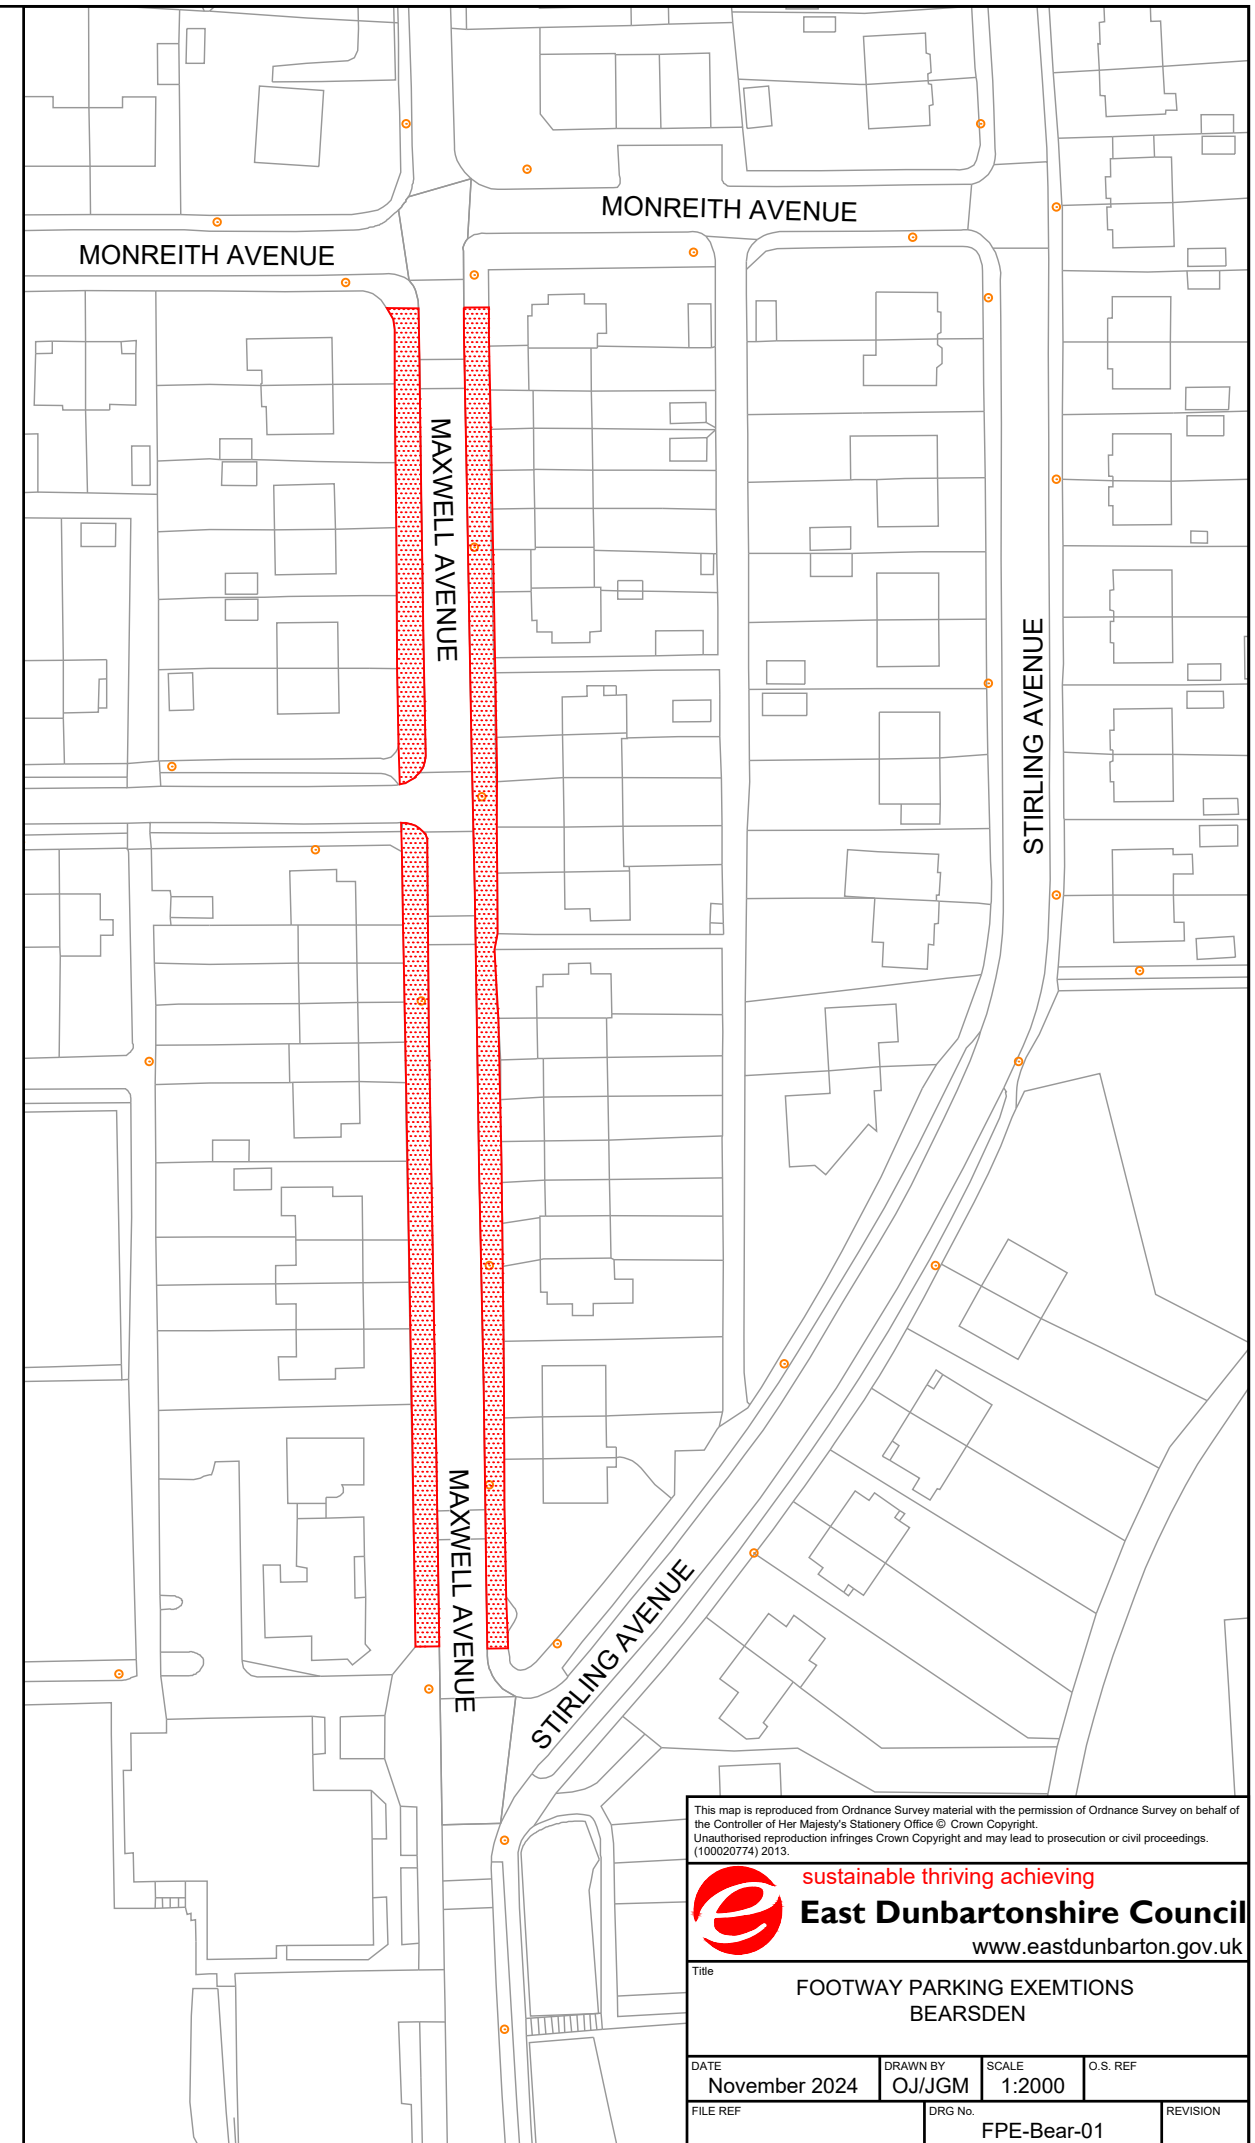 MONREITH AVENUE
MONREITH AVENUE
MAXWELL AVENUE
STIRLING AVENUE
MAXWELL AVENUE
STIRLING AVENUE
This map is reproduced from Ordnance Survey material with the permission of Ordnance Survey on behalf of
the Controller of Her Majesty's Stationery Office © Crown Copyright.
Unauthorised reproduction infringes Crown Copyright and may lead to prosecution or civil proceedings.
(100020774) 2013.
sustainable thriving achieving
East Dunbartonshire Council
www.eastdunbarton.gov.uk
Title
FOOTWAY PARKING EXEMTIONS
BEARSDEN
DATE
November 2024
DRAWN BY
OJ/JGM
SCALE
1:2000
O.S. REF
FILE REF
DRG No.
FPE-Bear-01
REVISION